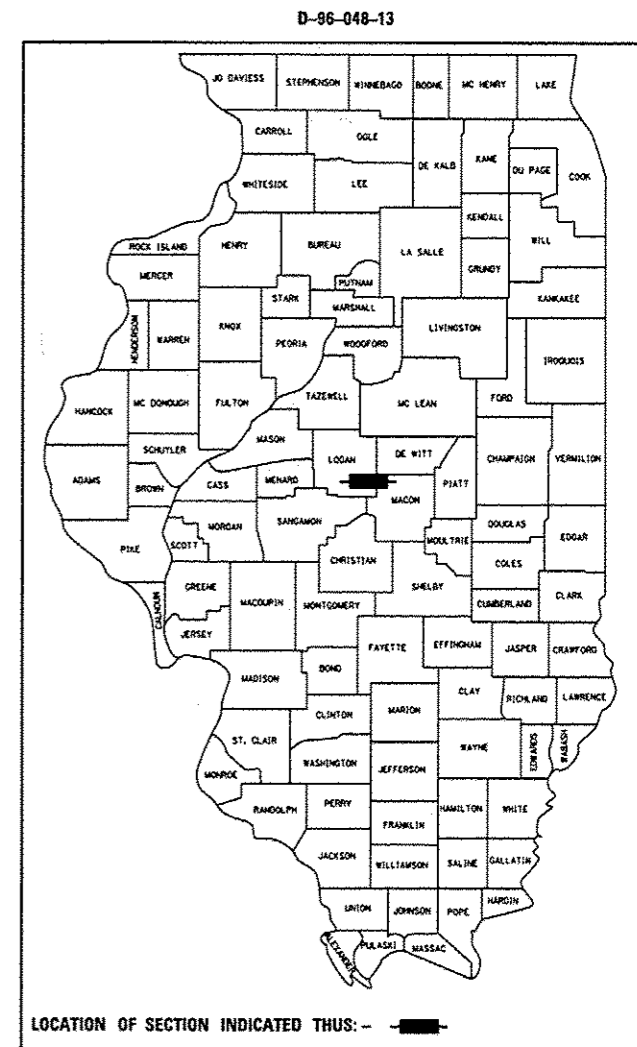 D-96-048-13
JO DAVIESS STEPHENSON WINNEBAGO BOONE MC HENRY LAKE
CARROLL OGLE DE KALB KANE DU PAGE COOK
WHITESIDE LEE KENDALL WILL
ROCK ISLAND HENRY BUREAU LA SALLE GRUNDY
MERCER PUTNAM KANKAKEE
HENDERSON WARREN KNOX STARK MARSHALL LIVINGSTON
PEORIA WOODFORD IROQUOIS
HANCOCK MC DONOUGH FULTON TAZEWELL MC LEAN FORD
MASON
SCHUYLER LOGAN DE WITT CHAMPAIGN VERMILION
ADAMS BROWN CASS MENARD PIATT
MACON
MORGAN SANGAMON DOUGLAS
PIKE SCOTT CHRISTIAN MOULTRIE COLES EDGAR
GREENE MACOUPIN MONTGOMERY SHELBY CUMBERLAND CLARK
CALHOUN JERSEY
FAYETTE EFFINGHAM JASPER CRAWFORD
MADISON BOND
CLAY RICHLAND LAWRENCE
CLINTON MARION
ST. CLAIR WAYNE EDWARDS WABASH
MONROE WASHINGTON JEFFERSON
RANDOLPH PERRY HAMILTON WHITE
FRANKLIN
JACKSON WILLIAMSON SALINE GALLATIN
UNION JOHNSON POPE HARDIN
ALEXANDER PULASKI MASSAC
LOCATION OF SECTION INDICATED THUS: -